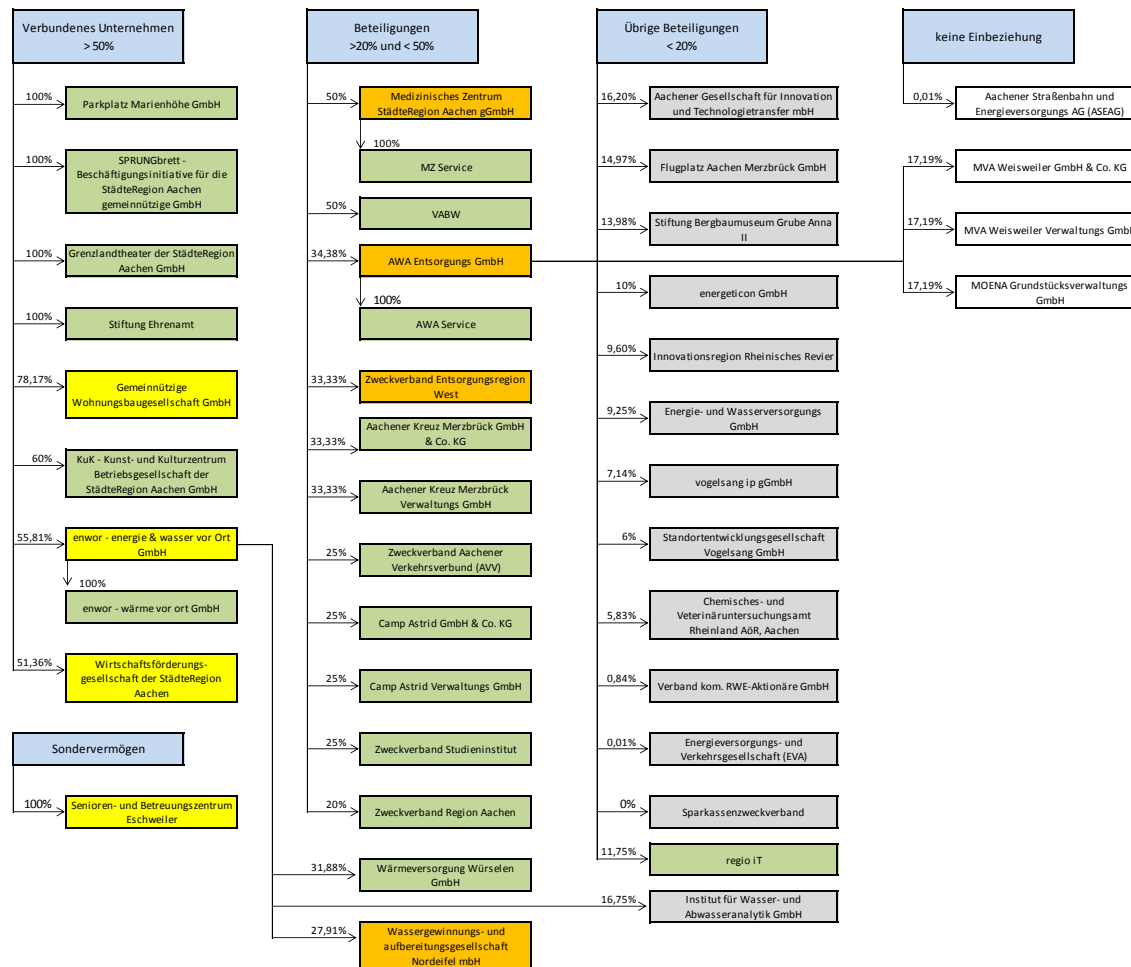 Verbundenes Unternehmen
> 50%
100%
Parkplatz Marienhöhe GmbH
100%
SPRUNGbrett -
Beschäftigungsinitiative für die
StädteRegion Aachen
gemeinnützige GmbH
100%
Grenzlandtheater der StädteRegion
Aachen GmbH
100%
Stiftung Ehrenamt
78,17%
Gemeinnützige
Wohnungsbaugesellschaft GmbH
60%
KuK - Kunst- und Kulturzentrum
Betriebsgesellschaft der
StädteRegion Aachen GmbH
55,81%
enwor - energie & wasser vor Ort
GmbH
100%
enwor - wärme vor ort GmbH
51,36%
Wirtschaftsförderungs-
gesellschaft der StädteRegion
Aachen
Sondervermögen
100%
Senioren- und Betreuungszentrum
Eschweiler
Beteiligungen
>20% und < 50%
50%
Medizinisches Zentrum
StädteRegion Aachen gGmbH
100%
MZ Service
50%
VABW
34,38%
AWA Entsorgungs GmbH
100%
AWA Service
33,33%
Zweckverband Entsorgungsregion
West
33,33%
Aachener Kreuz Merzbrück GmbH
& Co. KG
33,33%
Aachener Kreuz Merzbrück
Verwaltungs GmbH
25%
Zweckverband Aachener
Verkehrsverbund (AVV)
25%
Camp Astrid GmbH & Co. KG
25%
Camp Astrid Verwaltungs GmbH
25%
Zweckverband Studieninstitut
20%
Zweckverband Region Aachen
31,88%
Wärmeversorgung Würselen
GmbH
27,91%
Wassergewinnungs- und
aufbereitungsgesellschaft
Nordeifel mbH
Übrige Beteiligungen
< 20%
16,20%
Aachener Gesellschaft für Innovation
und Technologietransfer mbH
14,97%
Flugplatz Aachen Merzbrück GmbH
13,98%
Stiftung Bergbaumuseum Grube Anna
II
10%
energeticon GmbH
9,60%
Innovationsregion Rheinisches Revier
9,25%
Energie- und Wasserversorgungs
GmbH
7,14%
vogelsang ip gGmbH
6%
Standortentwicklungsgesellschaft
Vogelsang GmbH
5,83%
Chemisches- und
Veterinäruntersuchungsamt
Rheinland AöR, Aachen
0,84%
Verband kom. RWE-Aktionäre GmbH
0,01%
Energieversorgungs- und
Verkehrsgesellschaft (EVA)
0%
Sparkassenzweckverband
11,75%
regio iT
16,75%
Institut für Wasser- und
Abwasseranalytik GmbH
keine Einbeziehung
0,01%
Aachener Straßenbahn und
Energieversorgungs AG (ASEAG)
17,19%
MVA Weisweiler GmbH & Co. KG
17,19%
MVA Weisweiler Verwaltungs GmbH
17,19%
MOENA Grundstücksverwaltungs
GmbH